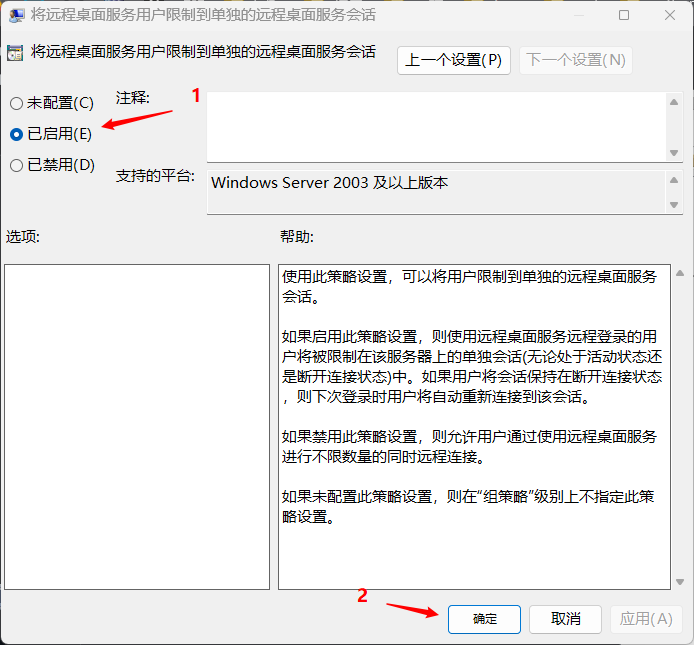 将远程桌面服务用户限制到单独的远程桌面服务会话
将远程桌面服务用户限制到单独的远程桌面服务会话
上一个设置(P)
下一个设置(N)
未配置(C)
注释:
1
已启用(E)
已禁用(D)
支持的平台:
Windows Server 2003 及以上版本
选项:
帮助:
使用此策略设置，可以将用户限制到单独的远程桌面服务
会话。
如果启用此策略设置，则使用远程桌面服务远程登录的用
户将被限制在该服务器上的单独会话(无论处于活动状态还
是断开连接状态)中。如果用户将会话保持在断开连接状态
，则下次登录时用户将自动重新连接到该会话。
如果禁用此策略设置，则允许用户通过使用远程桌面服务
进行不限数量的同时远程连接。
如果未配置此策略设置，则在“组策略”级别上不指定此策
略设置。
2
确定
取消
应用(A)